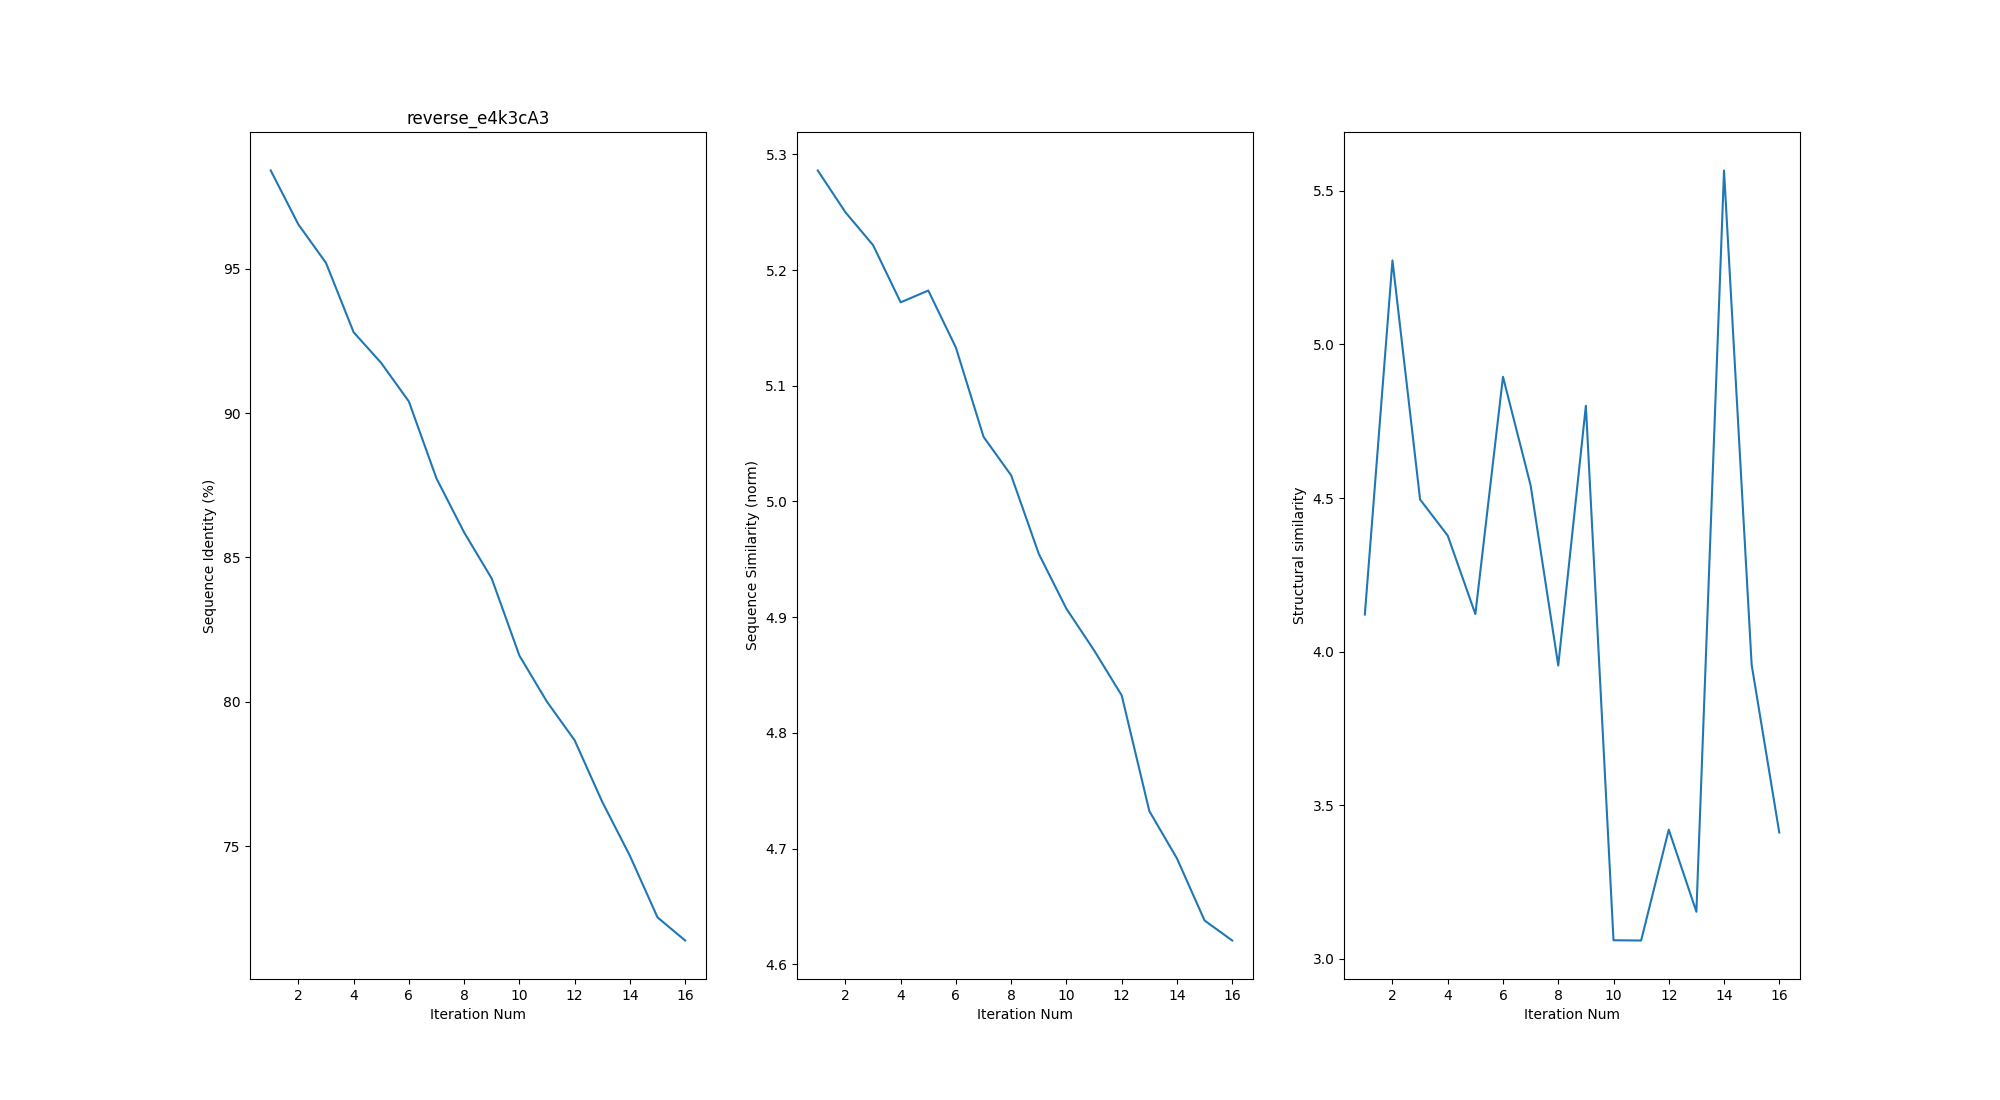 reverse_e4k3cA3
Sequence Identity (%)
95
90
85
80
75
2 4 6 8 10 12 14 16
Iteration Num
Sequence Similarity (norm)
5.3
5.2
5.1
5.0
4.9
4.8
4.7
4.6
2 4 6 8 10 12 14 16
Iteration Num
Structural similarity
5.5
5.0
4.5
4.0
3.5
3.0
2 4 6 8 10 12 14 16
Iteration Num